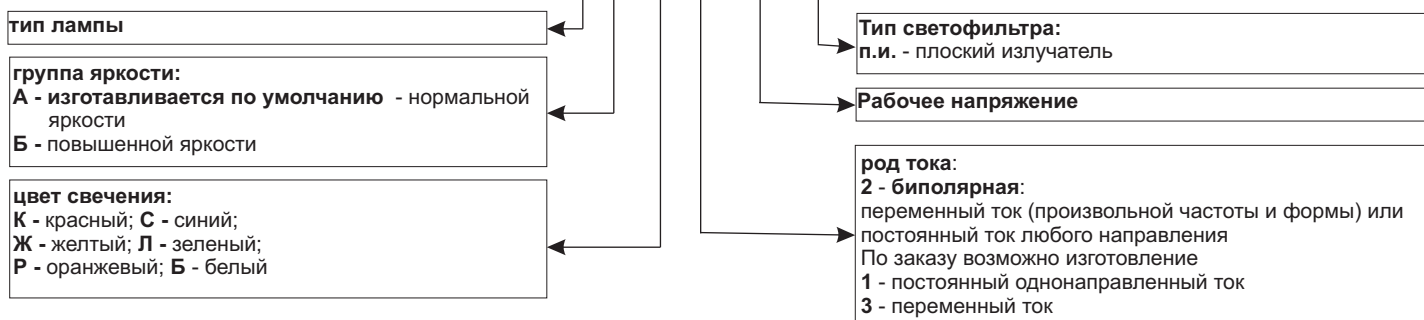 тип лампы
группа яркости:
А - изготавливается по умолчанию - нормальной
яркости
Б - повышенной яркости
цвет свечения:
К - красный; С - синий;
Ж - желтый; Л - зеленый;
Р - оранжевый; Б - белый
Тип светофильтра:
п.и. - плоский излучатель
Рабочее напряжение
род тока:
2 - биполярная:
переменный ток (произвольной частоты и формы) или
постоянный ток любого направления
По заказу возможно изготовление
1 - постоянный однонаправленный ток
3 - переменный ток